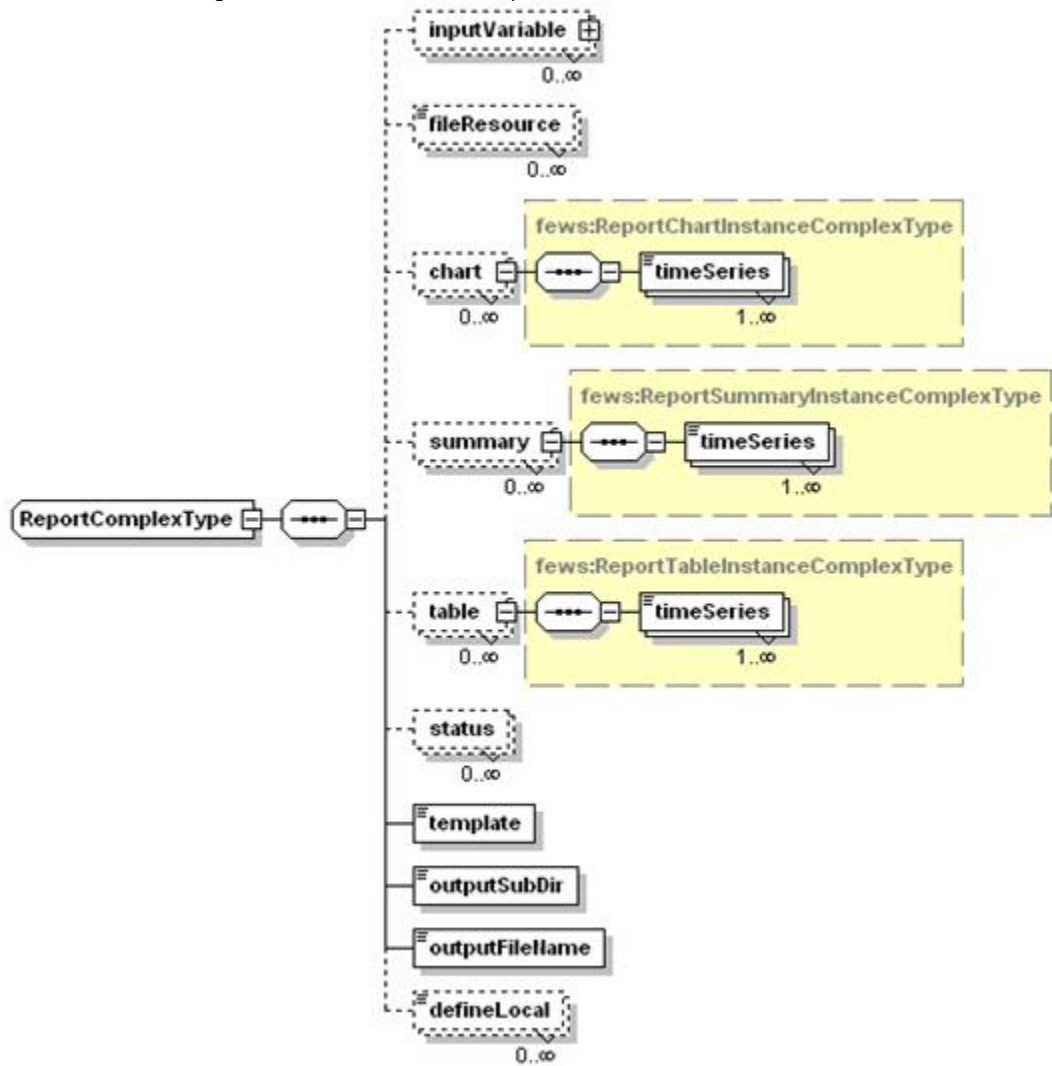 inputVariable
0..∞
fileResource
0..∞
fews:ReportChartInstanceComplexType
chart
timeSeries
0..∞
1..∞
fews:ReportSummaryInstanceComplexType
summary
timeSeries
0..∞
1..∞
ReportComplexType
fews:ReportTableInstanceComplexType
table
timeSeries
0..∞
1..∞
status
0..∞
template
outputSubDir
outputFileName
defineLocal
0..∞